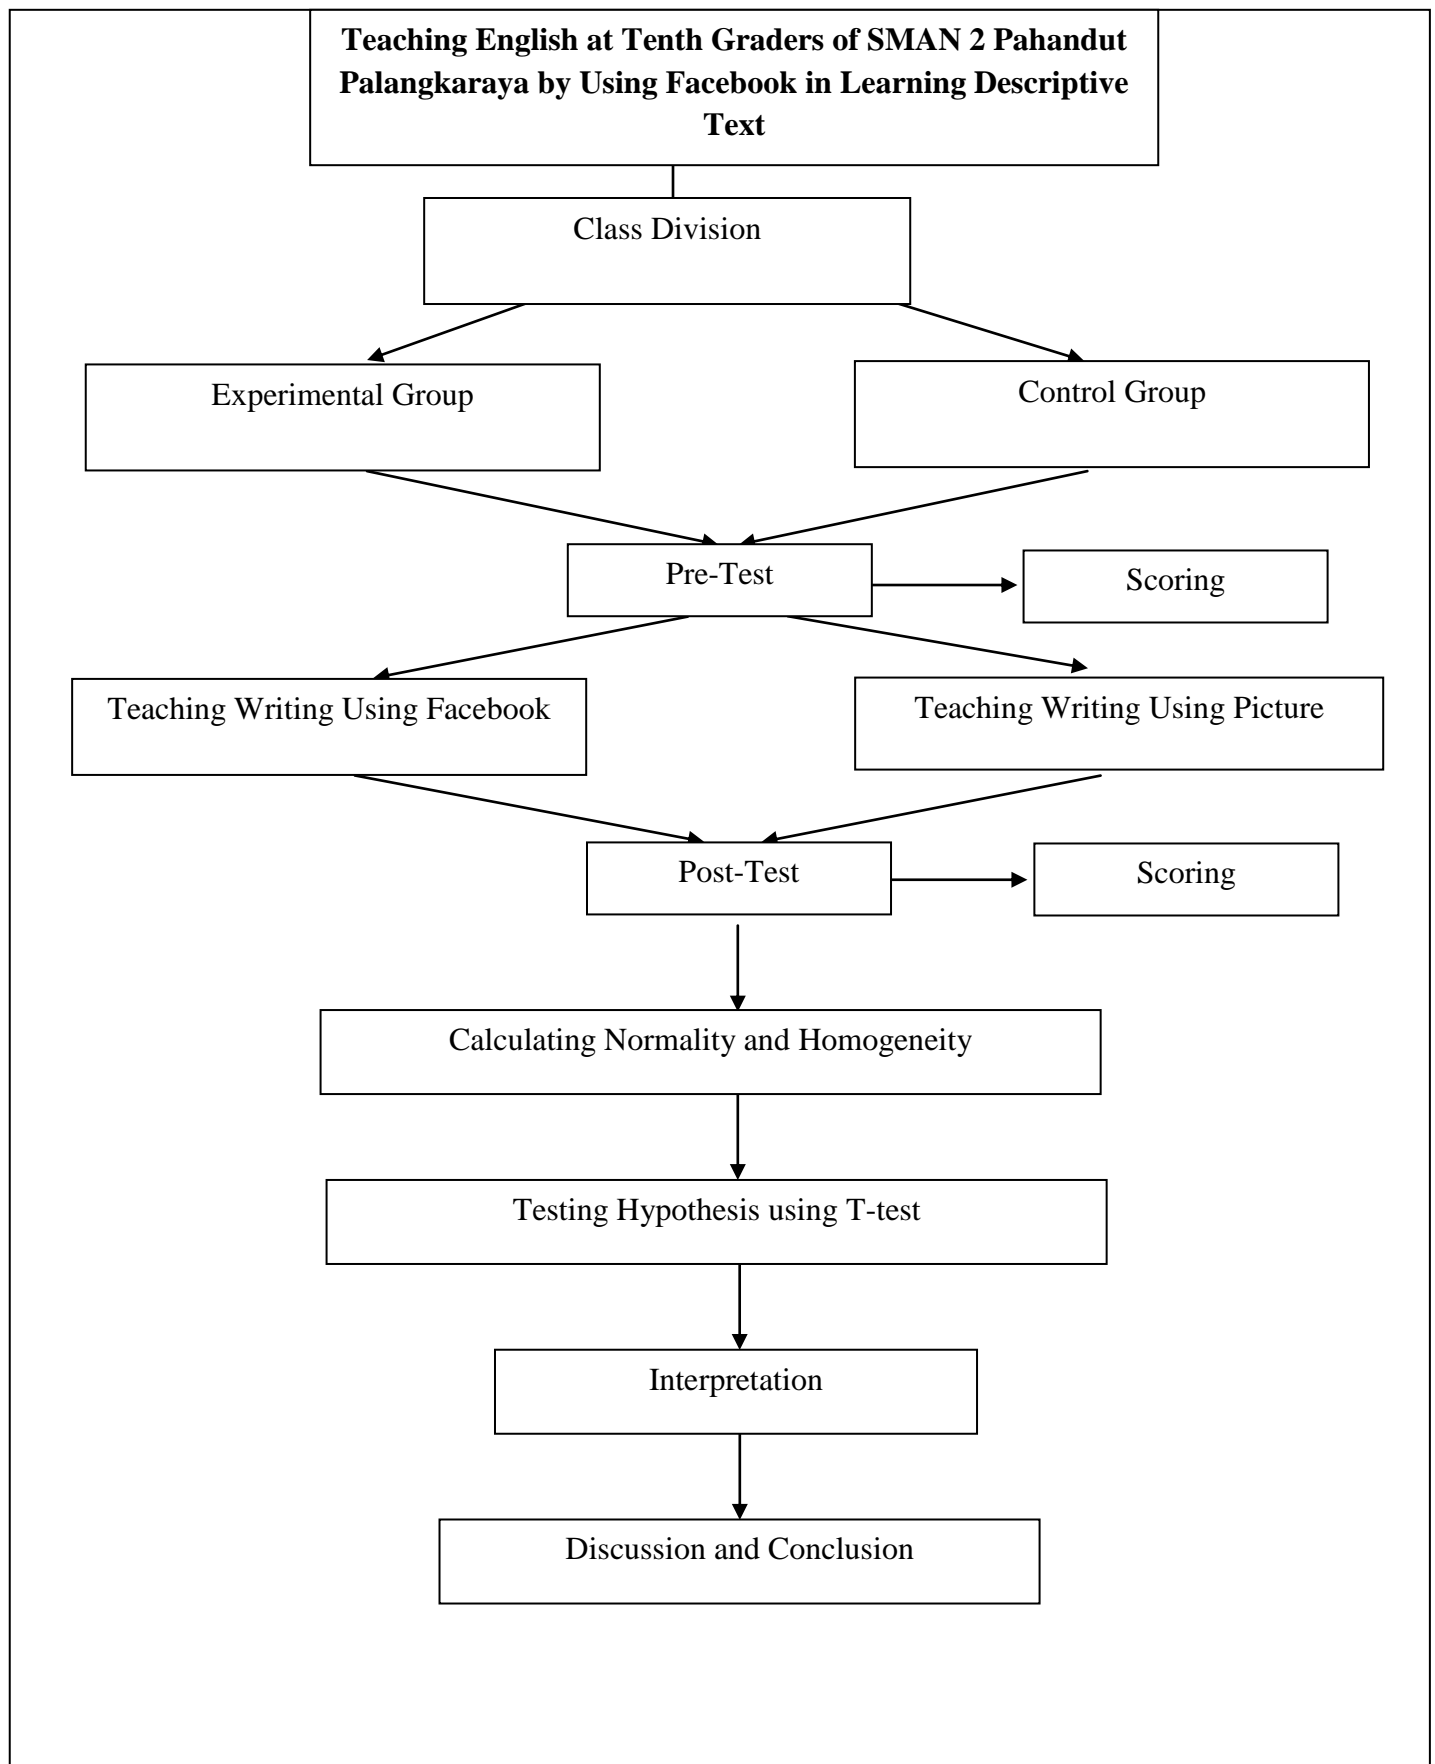 Teaching English at Tenth Graders of SMAN 2 Pahandut
Palangkaraya by Using Facebook in Learning Descriptive
Text
Class Division
Experimental Group
Control Group
Pre-Test
Scoring
Teaching Writing Using Facebook
Teaching Writing Using Picture
Post-Test
Scoring
Calculating Normality and Homogeneity
Testing Hypothesis using T-test
Interpretation
Discussion and Conclusion